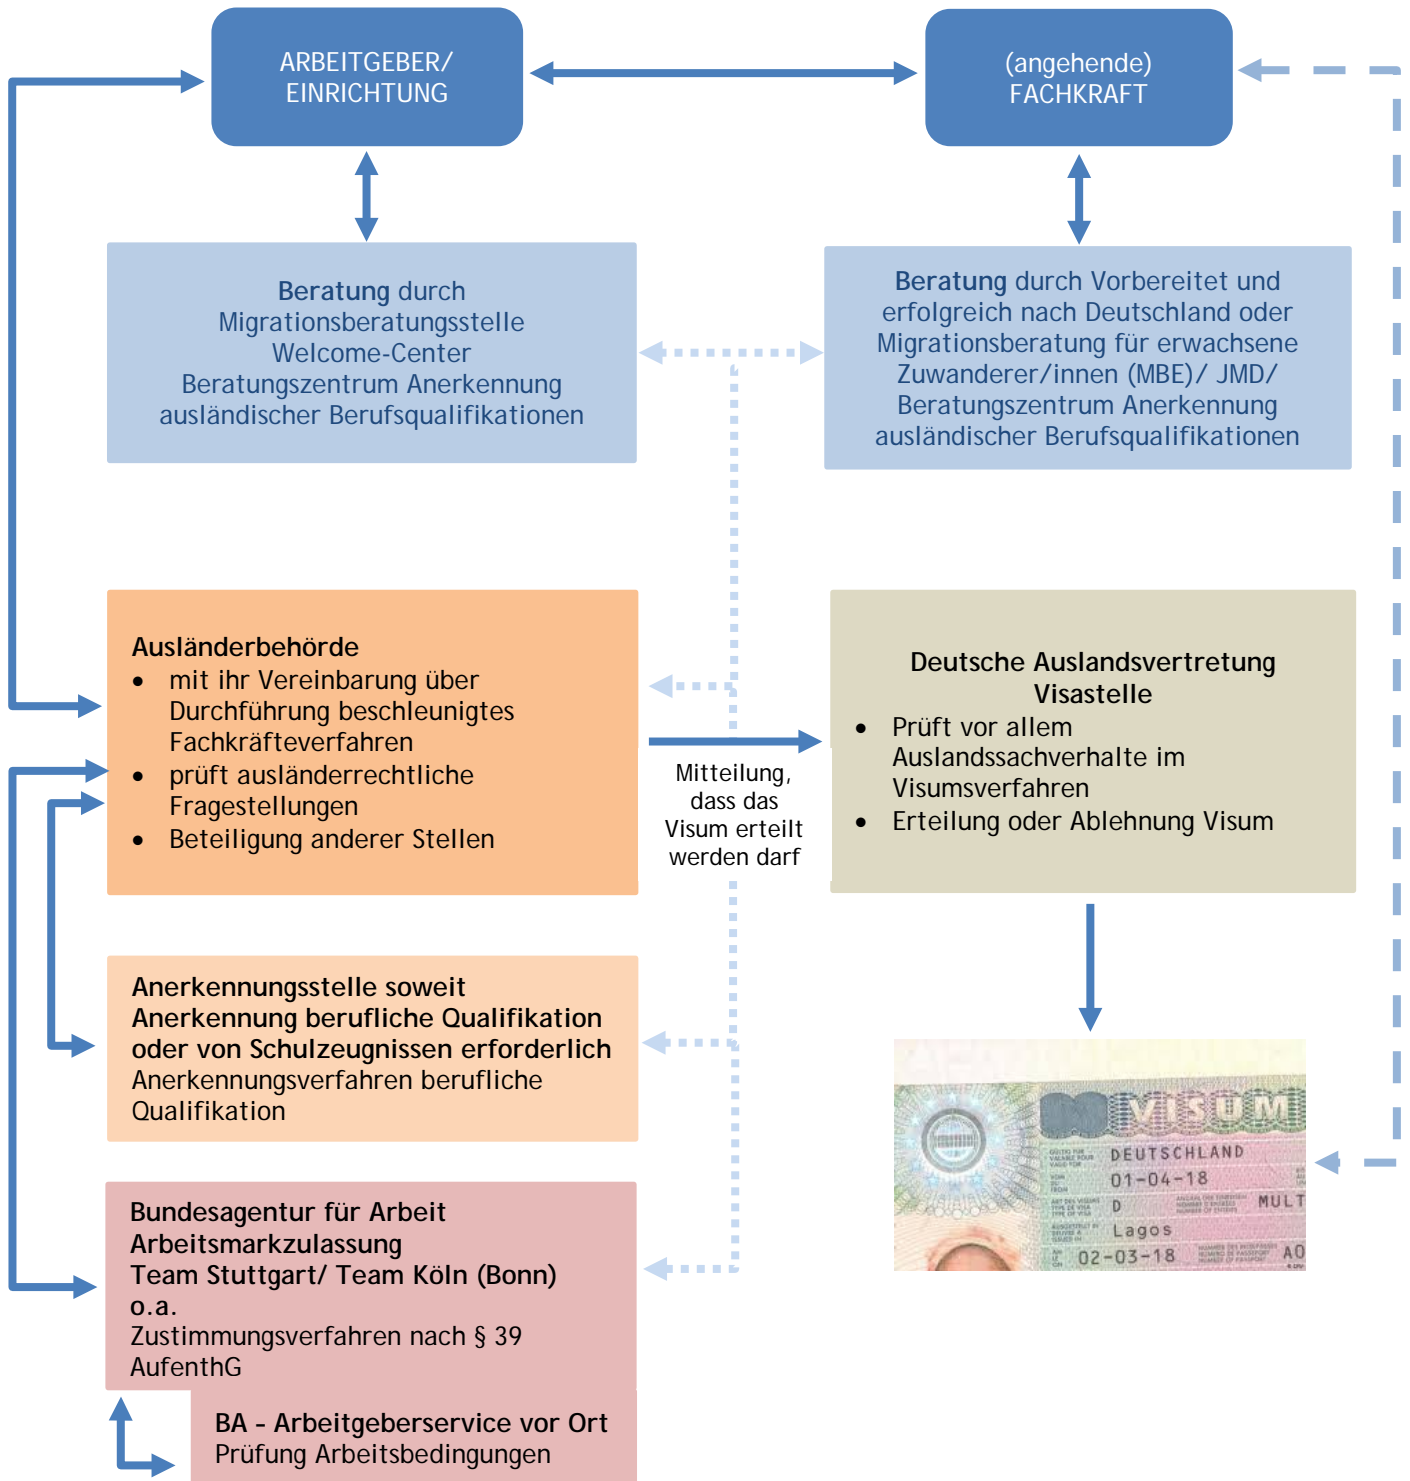 ARBEITGEBER/
EINRICHTUNG
(angehende)
FACHKRAFT
Beratung durch
Migrationsberatungsstelle
Welcome-Center
Beratungszentrum Anerkennung
ausländischer Berufsqualifikationen
Beratung durch Vorbereitet und
erfolgreich nach Deutschland oder
Migrationsberatung für erwachsene
Zuwanderer/innen (MBE)/ JMD/
Beratungszentrum Anerkennung
ausländischer Berufsqualifikationen
Ausländerbehörde
• mit ihr Vereinbarung über
Durchführung beschleunigtes
Fachkräfteverfahren
• prüft ausländerrechtliche
Fragestellungen
• Beteiligung anderer Stellen
Mitteilung,
dass das
Visum erteilt
werden darf
Deutsche Auslandsvertretung
Visastelle
• Prüft vor allem
Auslandssachverhalte im
Visumsverfahren
• Erteilung oder Ablehnung Visum
Anerkennungsstelle soweit
Anerkennung berufliche Qualifikation
oder von Schulzeugnissen erforderlich
Anerkennungsverfahren berufliche
Qualifikation
Bundesagentur für Arbeit
Arbeitsmarkzulassung
Team Stuttgart/ Team Köln (Bonn)
o.a.
Zustimmungsverfahren nach § 39
AufenthG
BA - Arbeitgeberservice vor Ort
Prüfung Arbeitsbedingungen
VISUM
DEUTSCHLAND
01-04-18
D
MULT
Lagos
02-03-18
AO